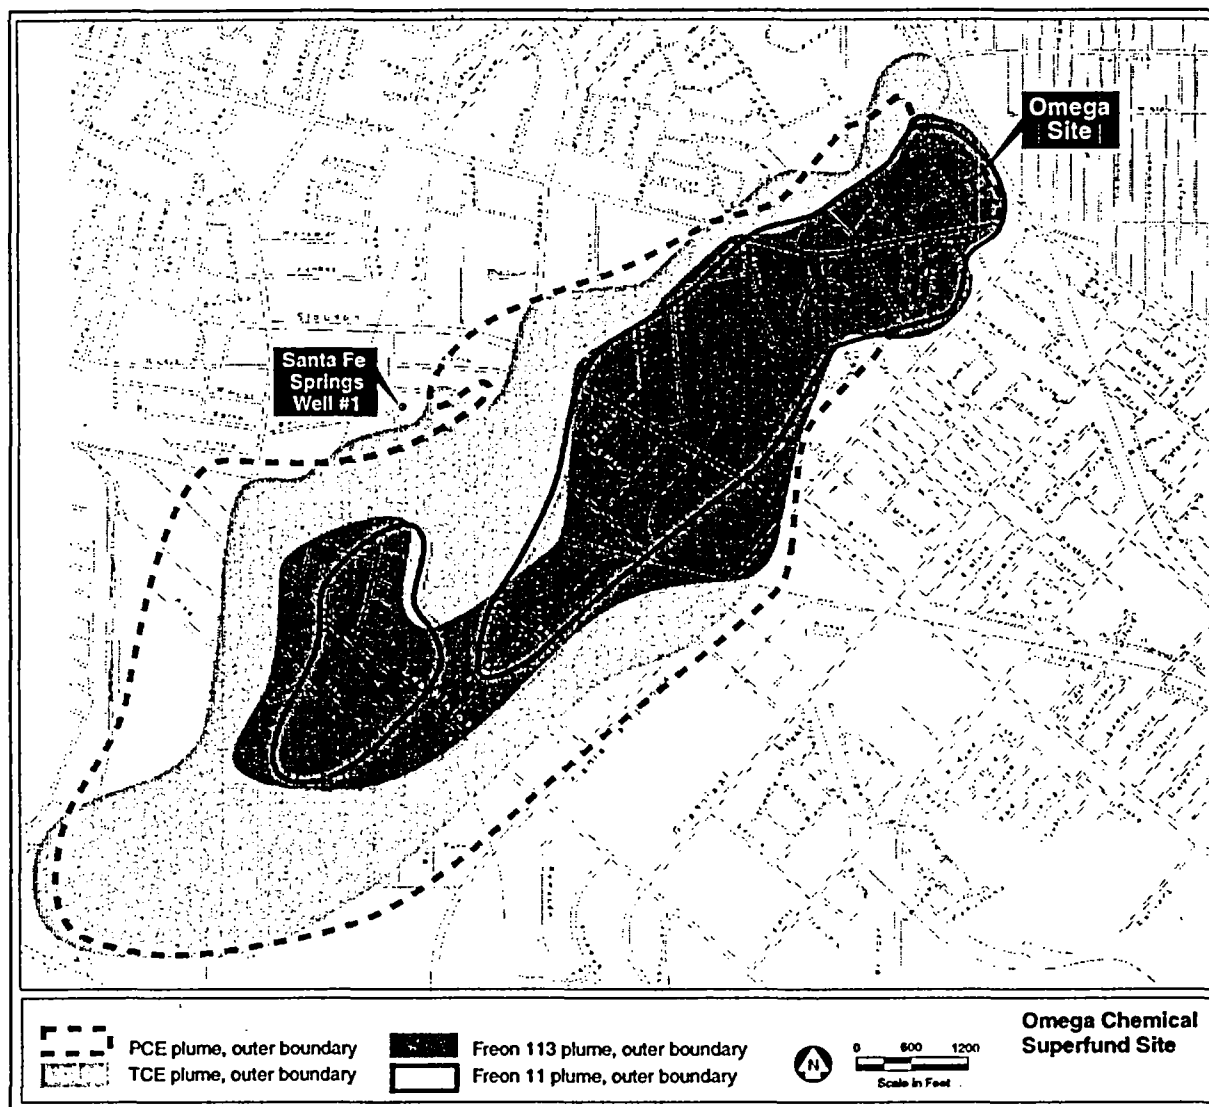 Omega
Site
Santa Fe
Springs
Well #1
PCE plume, outer boundary
TCE plume, outer boundary
Freon 113 plume, outer boundary
Freon 11 plume, outer boundary
N
0 600 1200
Scale in Feet
Omega Chemical
Superfund Site